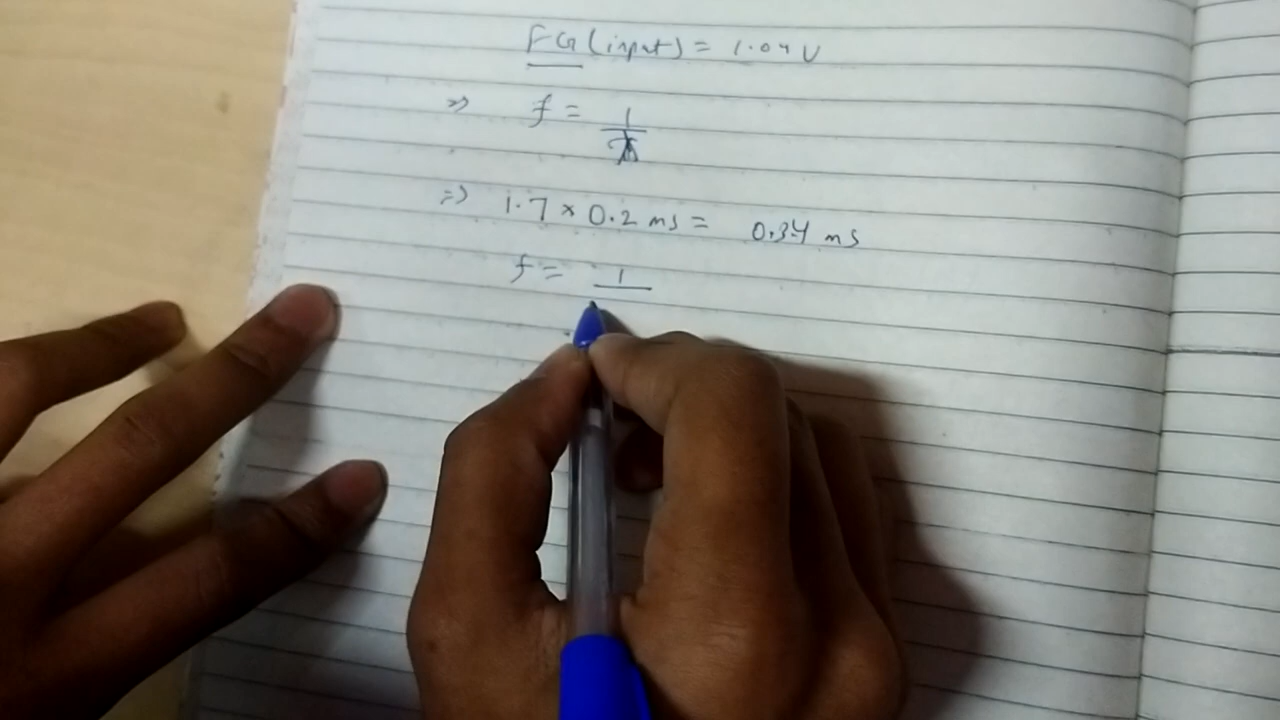 FG (input) = 1.04 V
⇒ f = 1/T
⇒ 1.7 × 0.2 ms = 0.34 ms
f = 1/